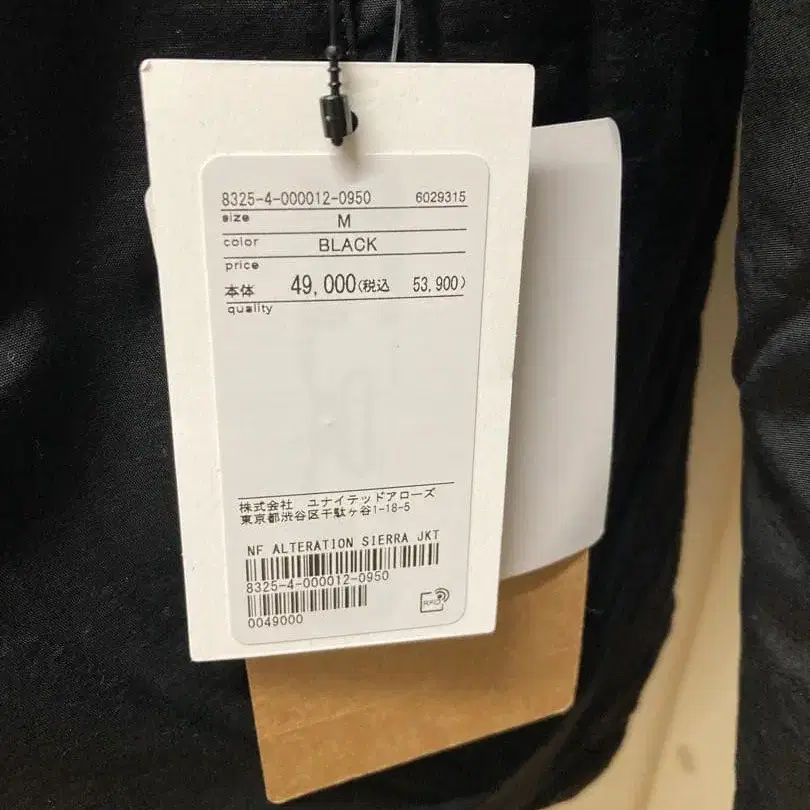 8325-4-000012-0950 6029315
size M
color BLACK
price
本体 49,000(税込 53,900)
quality
株式会社 ユナイテッドアローズ
東京都渋谷区千駄ヶ谷1-18-5
NF ALTERATION SIERRA JKT
8325-4-000012-0950
0049000
RFID